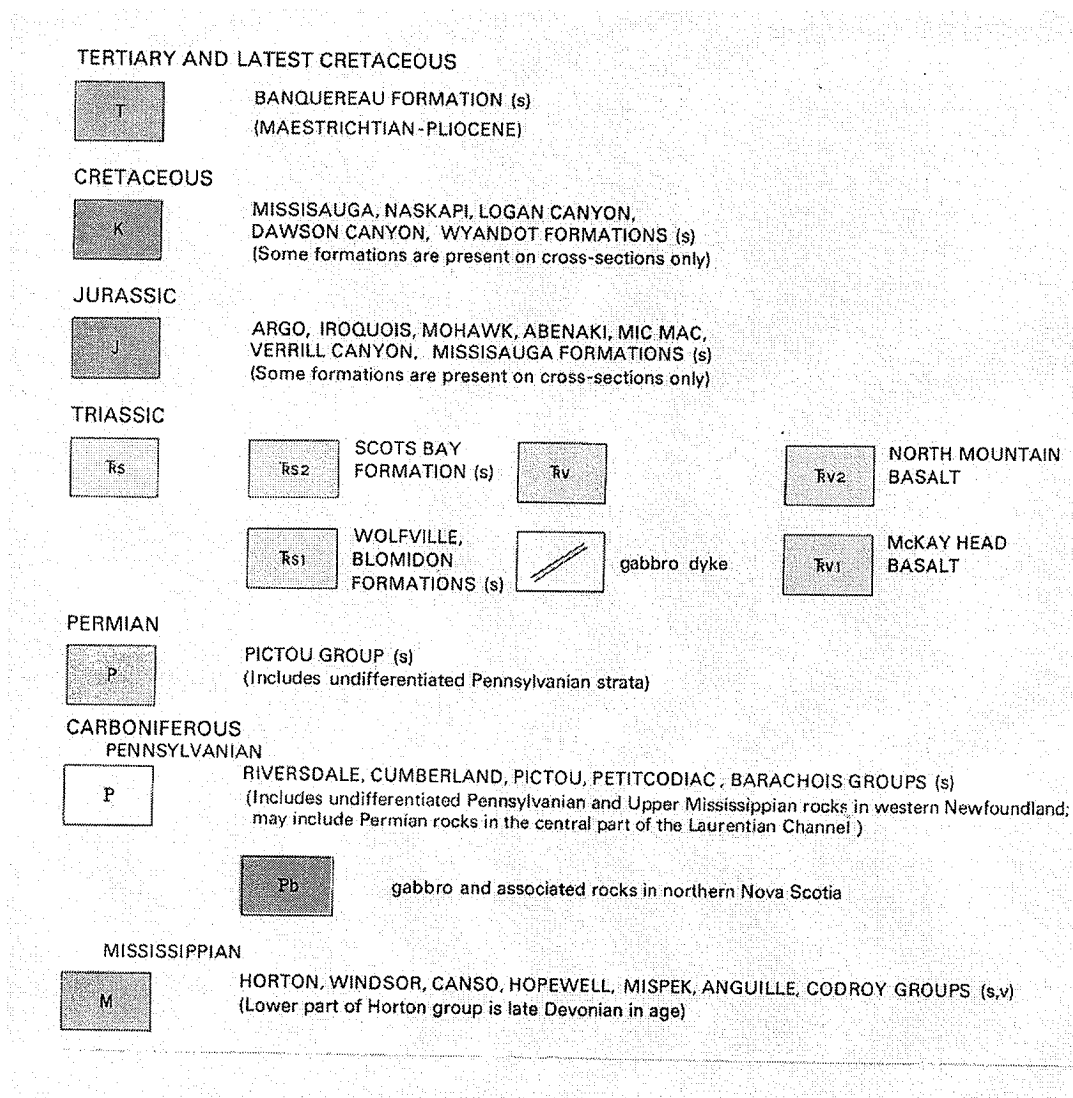 TERTIARY AND LATEST CRETACEOUS
T
BANQUEREAU FORMATION (s)
(MAESTRICHTIAN-PLIOCENE)
CRETACEOUS
K
MISSISAUGA, NASKAPI, LOGAN CANYON,
DAWSON CANYON, WYANDOT FORMATIONS (s)
(Some formations are present on cross-sections only)
JURASSIC
J
ARGO, IROQUOIS, MOHAWK, ABENAKI, MIC MAC,
VERRILL CANYON, MISSISAUGA FORMATIONS (s)
(Some formations are present on cross-sections only)
TRIASSIC
Ꞧs
Ꞧs2
SCOTS BAY
FORMATION (s)
Ꞧv
Ꞧv2
NORTH MOUNTAIN
BASALT
Ꞧs1
WOLFVILLE,
BLOMIDON
FORMATIONS (s)
gabbro dyke
Ꞧv1
McKAY HEAD
BASALT
PERMIAN
P
PICTOU GROUP (s)
(Includes undifferentiated Pennsylvanian strata)
CARBONIFEROUS
PENNSYLVANIAN
P
RIVERSDALE, CUMBERLAND, PICTOU, PETITCODIAC, BARACHOIS GROUPS (s)
(Includes undifferentiated Pennsylvanian and Upper Mississippian rocks in western Newfoundland;
may include Permian rocks in the central part of the Laurentian Channel)
Pb
gabbro and associated rocks in northern Nova Scotia
MISSISSIPPIAN
M
HORTON, WINDSOR, CANSO, HOPEWELL, MISPEK, ANGUILLE, CODROY GROUPS (s,v)
(Lower part of Horton group is late Devonian in age)